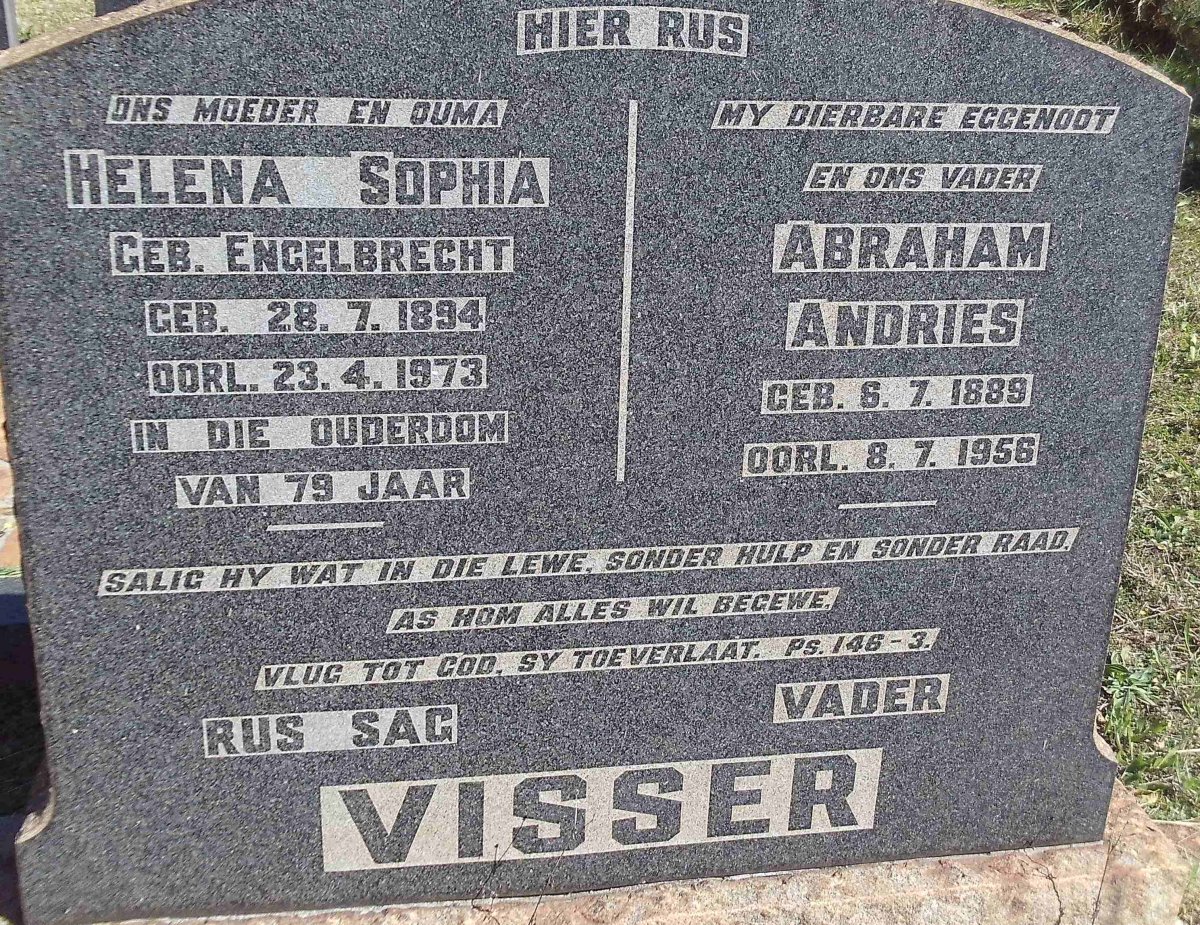 HIER RUS
ONS MOEDER EN OUMA
HELENA SOPHIA
GEB. ENGELBRECHT
GEB. 28. 7. 1894
OORL. 23. 4. 1973
IN DIE OUDERDOM
VAN 79 JAAR
MY DIERBARE EGGENOOT
EN ONS VADER
ABRAHAM
ANDRIES
GEB. 6. 7. 1889
OORL. 8. 7. 1956
SALIG HY WAT IN DIE LEWE, SONDER HULP EN SONDER RAAD,
AS HOM ALLES WIL BEGEWE,
VLUG TOT GOD, SY TOEVERLAAT. PS. 146-3.
RUS SAG VADER
VISSER